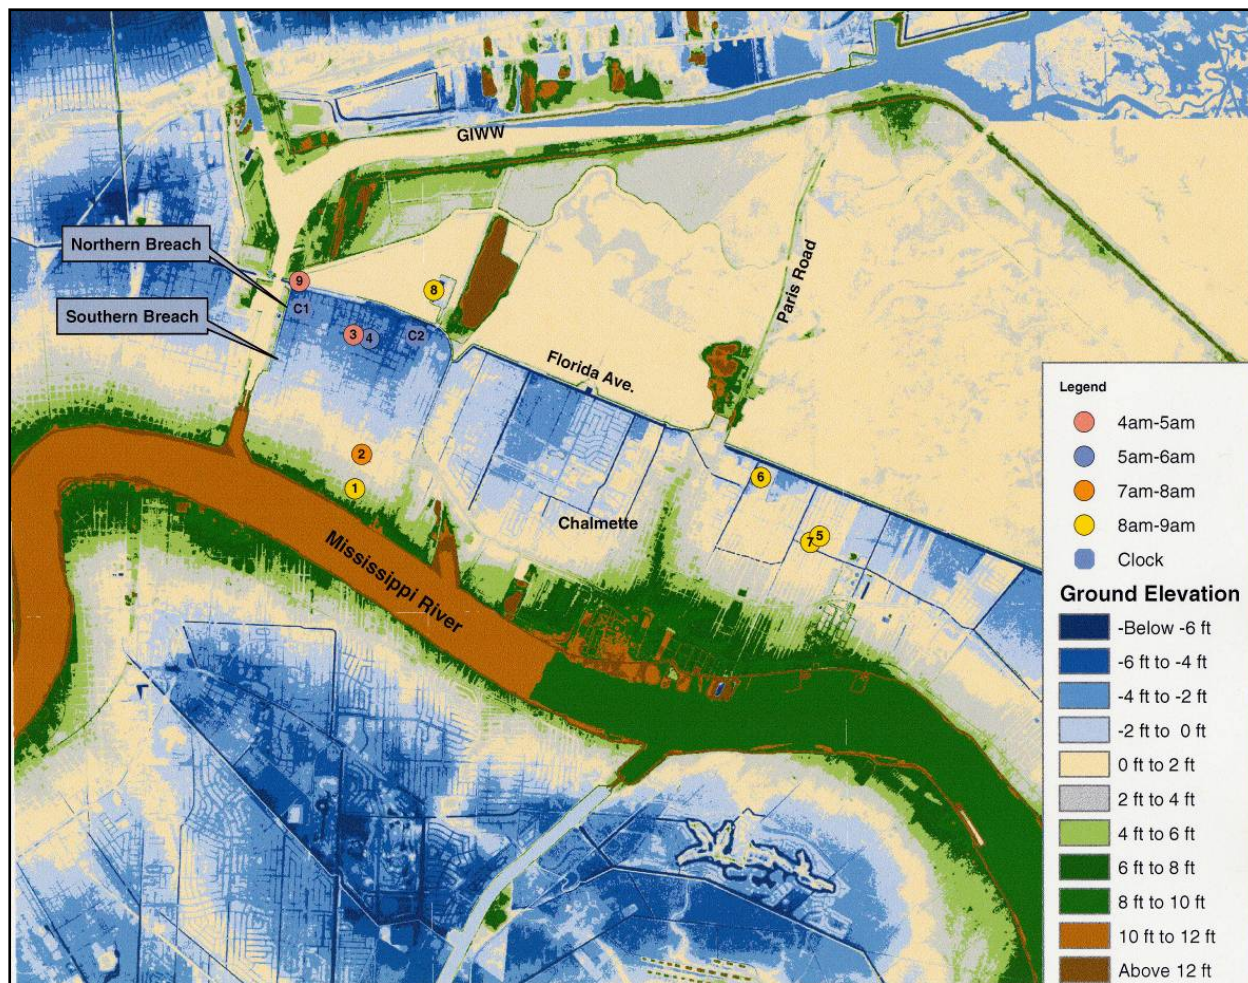 GIWW
Northern Breach
9
8
C1
Southern Breach
3
4
C2
Paris Road
Florida Ave.
2
1
6
Chalmette
5
7
Mississippi River
Legend
4am-5am
5am-6am
7am-8am
8am-9am
Clock
Ground Elevation
-Below -6 ft
-6 ft to -4 ft
-4 ft to -2 ft
-2 ft to 0 ft
0 ft to 2 ft
2 ft to 4 ft
4 ft to 6 ft
6 ft to 8 ft
8 ft to 10 ft
10 ft to 12 ft
Above 12 ft